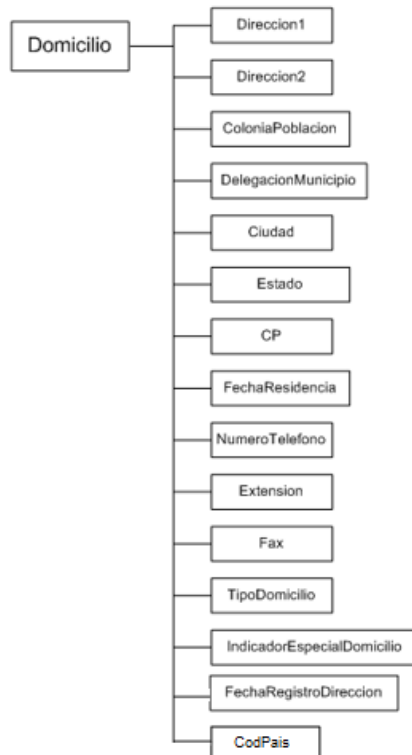 Domicilio
Direccion1
Direccion2
ColoniaPoblacion
DelegacionMunicipio
Ciudad
Estado
CP
FechaResidencia
NumeroTelefono
Extension
Fax
TipoDomicilio
IndicadorEspecialDomicilio
FechaRegistroDireccion
CodPais